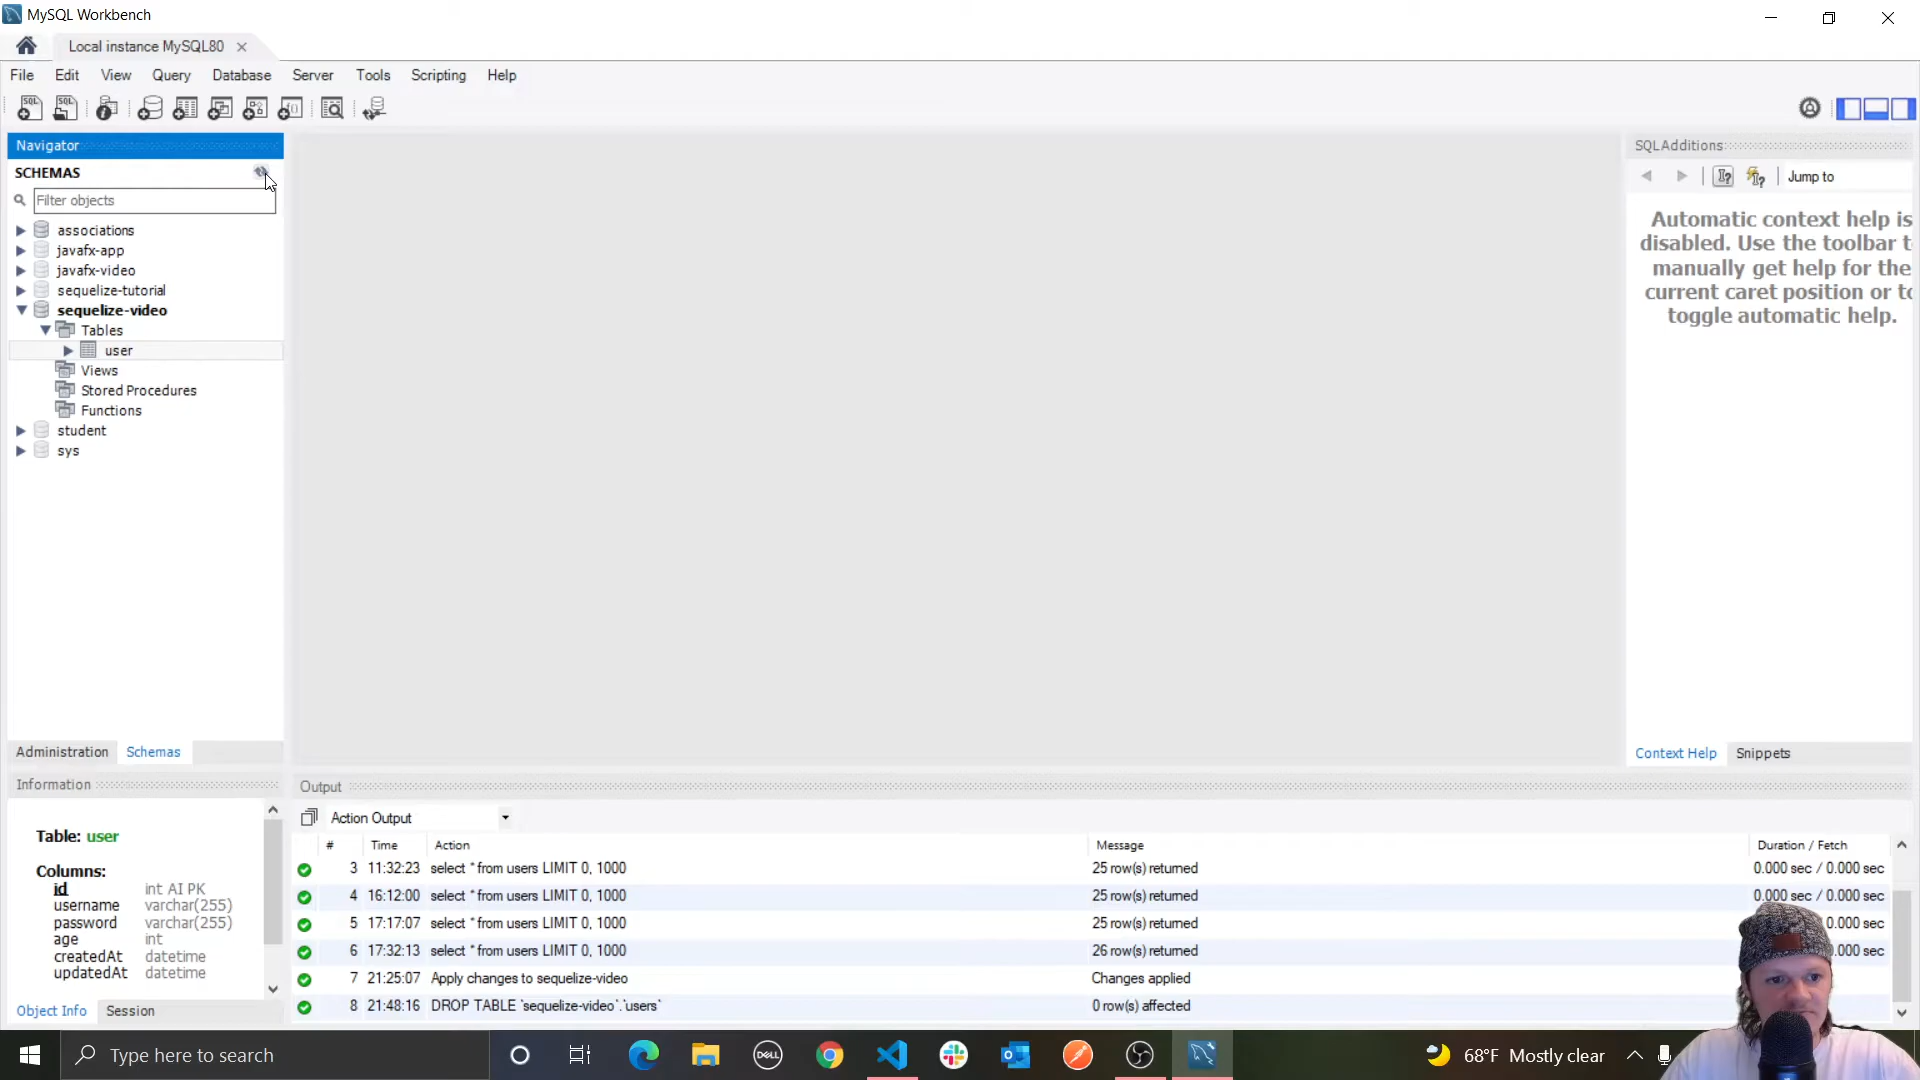 MySQL Workbench
Local instance MySQL80
File Edit View Query Database Server Tools Scripting Help
Navigator
SCHEMAS
Filter objects
associations
javafx-app
javafx-video
sequelize-tutorial
sequelize-video
Tables
user
Views
Stored Procedures
Functions
student
sys
Administration Schemas
Information
Table: user
Columns:
id int AI PK
username varchar(255)
password varchar(255)
age int
createdAt datetime
updatedAt datetime
Object Info Session
SQLAdditions
Jump to
Automatic context help is
disabled. Use the toolbar t
manually get help for the
current caret position or to
toggle automatic help.
Context Help Snippets
Output
Action Output
# Time Action Message Duration / Fetch
3 11:32:23 select * from users LIMIT 0, 1000 25 row(s) returned 0.000 sec / 0.000 sec
4 16:12:00 select * from users LIMIT 0, 1000 25 row(s) returned 0.000 sec / 0.000 sec
5 17:17:07 select * from users LIMIT 0, 1000 25 row(s) returned 0.000 sec
6 17:32:13 select * from users LIMIT 0, 1000 26 row(s) returned 0.000 sec
7 21:25:07 Apply changes to sequelize-video Changes applied
8 21:48:16 DROP TABLE `sequelize-video`.`users` 0 row(s) affected
Type here to search
DELL
68°F Mostly clear